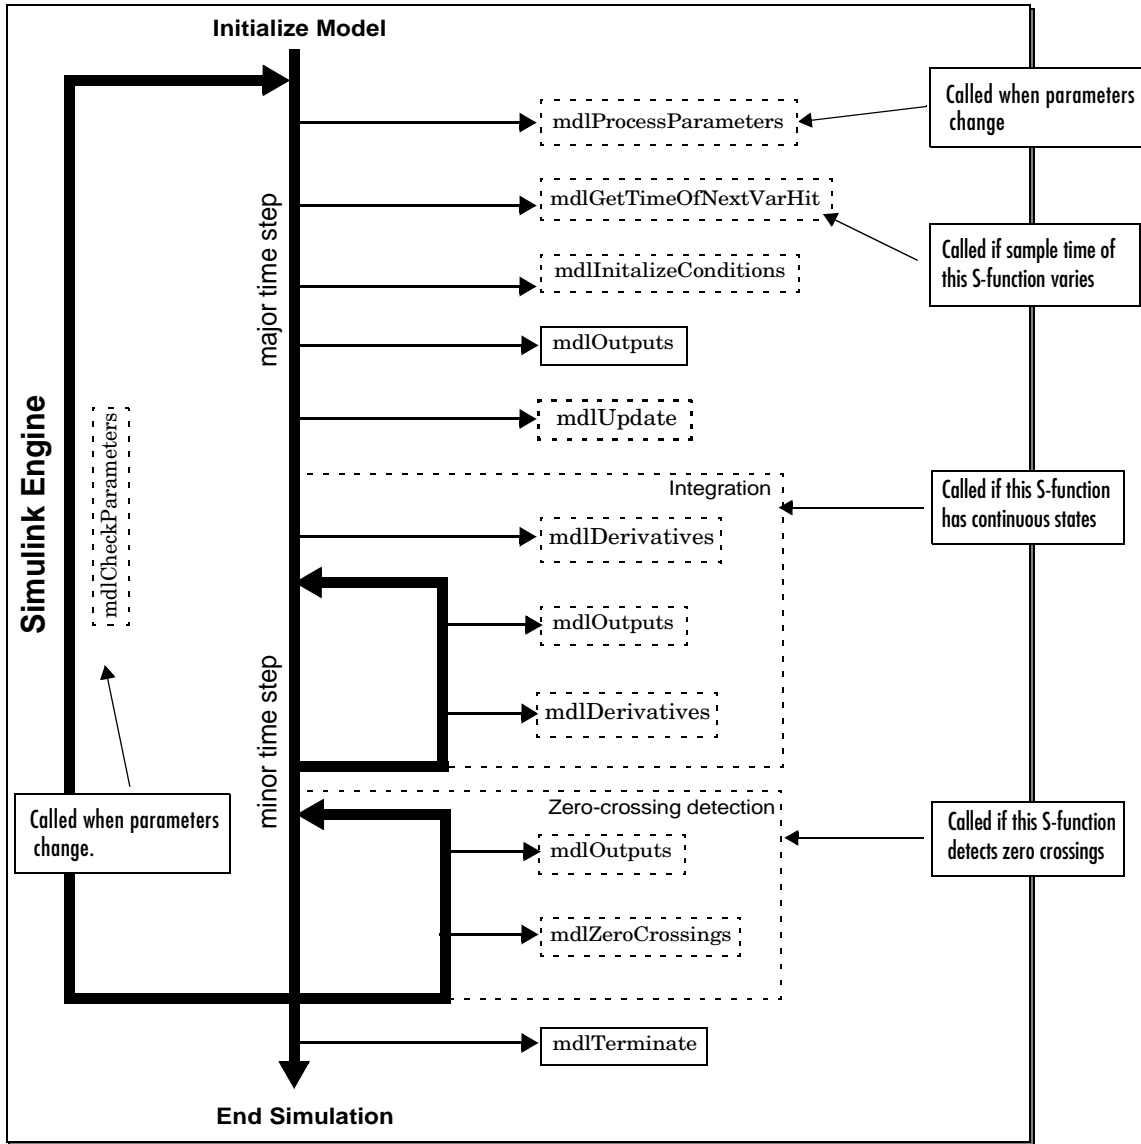 Initialize Model
Called when parameters
change
mdlProcessParameters
mdlGetTimeOfNextVarHit
Called if sample time of
this S-function varies
mdlInitalizeConditions
major time step
mdlOutputs
mdlUpdate
Simulink Engine
mdlCheckParameters
Integration
Called if this S-function
has continuous states
mdlDerivatives
mdlOutputs
minor time step
mdlDerivatives
Called when parameters
change.
Zero-crossing detection
Called if this S-function
detects zero crossings
mdlOutputs
mdlZeroCrossings
mdlTerminate
End Simulation